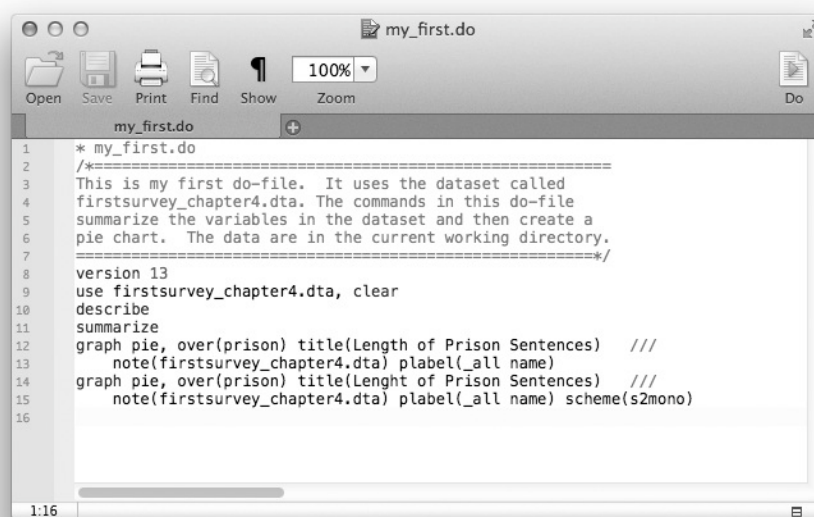 my_first.do
Open Save Print Find Show Zoom Do
100%
my_first.do
1 * my_first.do
2 /*=======================================================
3 This is my first do-file.  It uses the dataset called
4 firstsurvey_chapter4.dta. The commands in this do-file
5 summarize the variables in the dataset and then create a
6 pie chart.  The data are in the current working directory.
7 =======================================================*/
8 version 13
9 use firstsurvey_chapter4.dta, clear
10 describe
11 summarize
12 graph pie, over(prison) title(Length of Prison Sentences)   ///
13     note(firstsurvey_chapter4.dta) plabel(_all name)
14 graph pie, over(prison) title(Lenght of Prison Sentences)   ///
15     note(firstsurvey_chapter4.dta) plabel(_all name) scheme(s2mono)
16
1:16